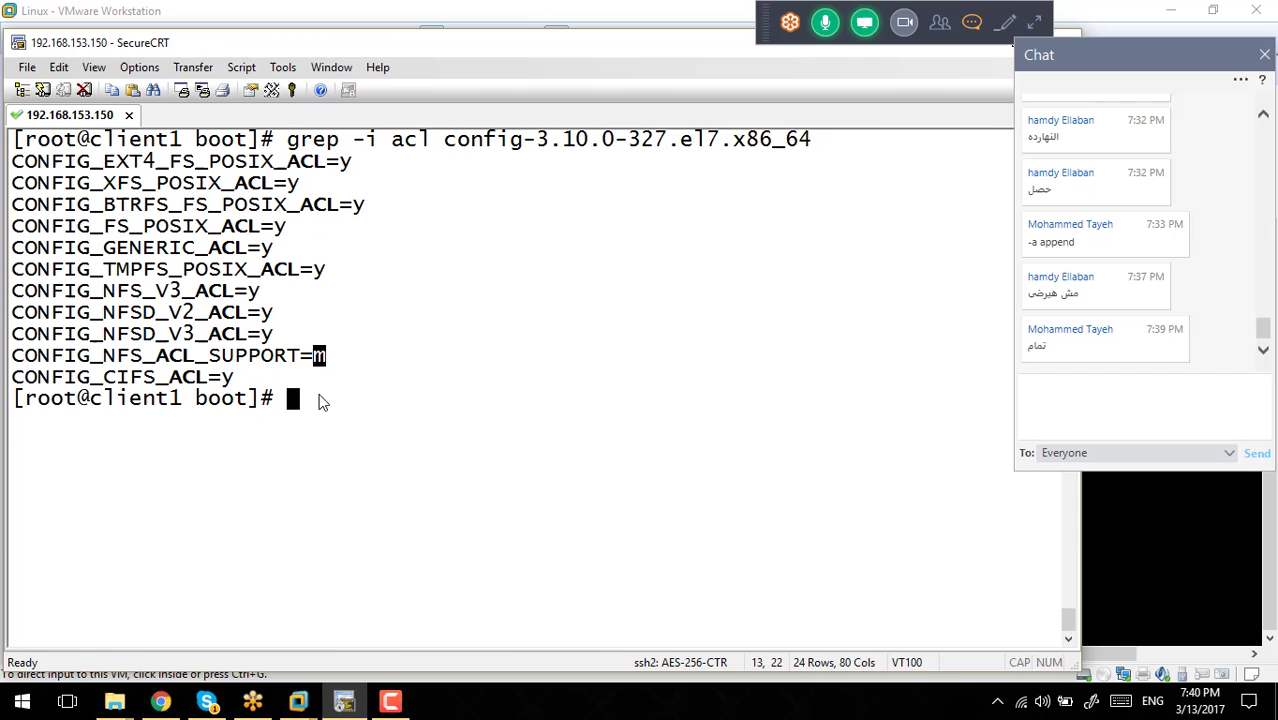 Linux - VMware Workstation
192.168.153.150 - SecureCRT
File Edit View Options Transfer Script Tools Window Help
192.168.153.150
[root@client1 boot]# grep -i acl config-3.10.0-327.el7.x86_64
CONFIG_EXT4_FS_POSIX_ACL=y
CONFIG_XFS_POSIX_ACL=y
CONFIG_BTRFS_FS_POSIX_ACL=y
CONFIG_FS_POSIX_ACL=y
CONFIG_GENERIC_ACL=y
CONFIG_TMPFS_POSIX_ACL=y
CONFIG_NFS_V3_ACL=y
CONFIG_NFSD_V2_ACL=y
CONFIG_NFSD_V3_ACL=y
CONFIG_NFS_ACL_SUPPORT=m
CONFIG_CIFS_ACL=y
[root@client1 boot]#
Chat
hamdy Ellaban 7:32 PM
النهارده
hamdy Ellaban 7:32 PM
حصل
Mohammed Tayeh 7:33 PM
-a append
hamdy Ellaban 7:37 PM
مش هيرضى
Mohammed Tayeh 7:39 PM
تمام
To: Everyone Send
Ready ssh2: AES-256-CTR 13, 22 24 Rows, 80 Cols VT100 CAP NUM
To direct input to this VM, click inside or press Ctrl+G.
ENG 7:40 PM
3/13/2017